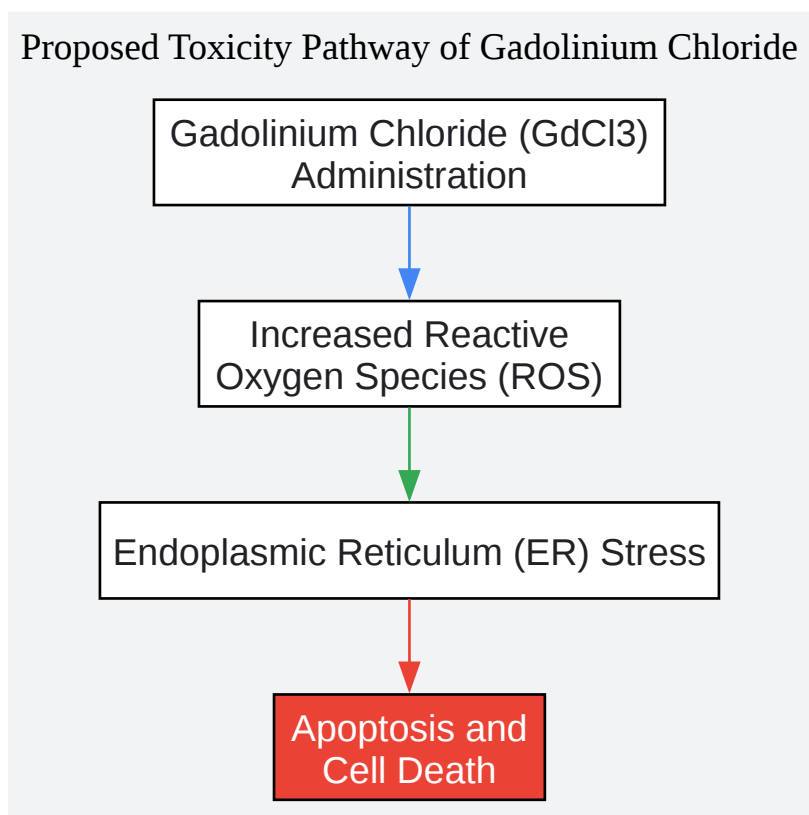 Proposed Toxicity Pathway of Gadolinium Chloride
Gadolinium Chloride (GdCl3)
Administration
Increased Reactive
Oxygen Species (ROS)
Endoplasmic Reticulum (ER) Stress
Apoptosis and
Cell Death